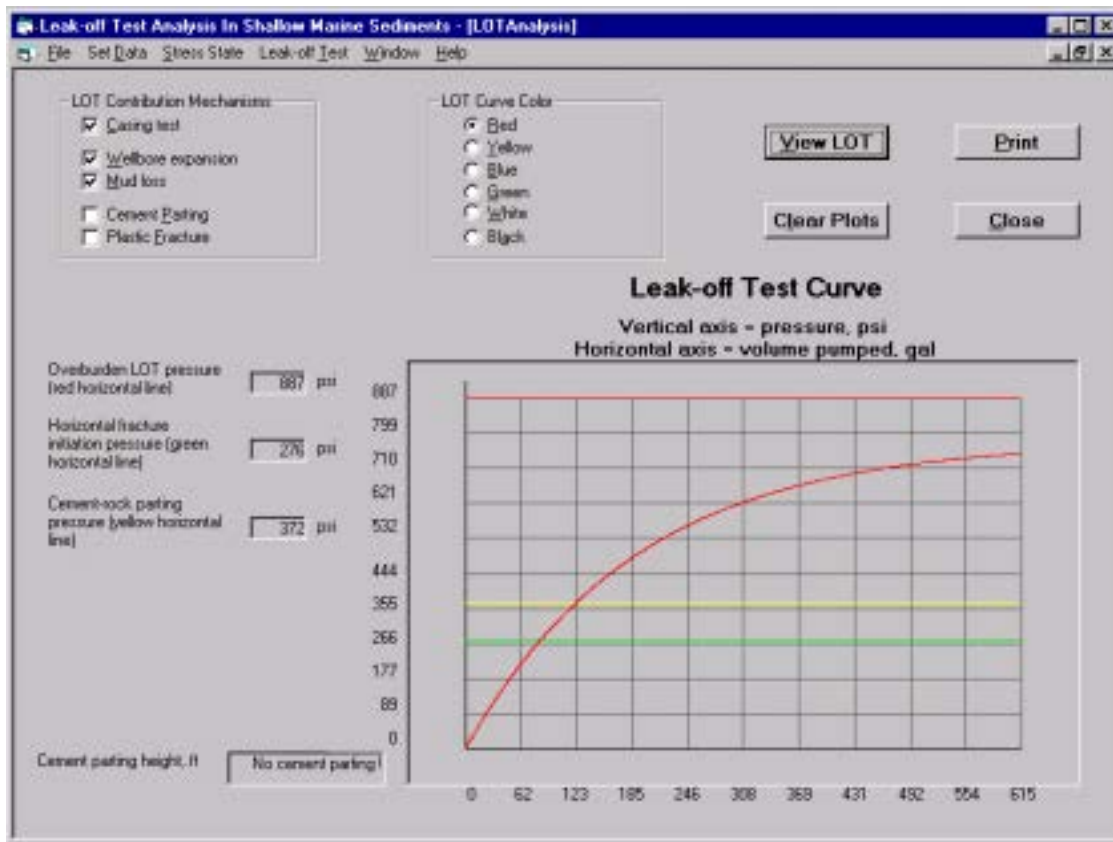 Leak-off Test Analysis In Shallow Marine Sediments - [LOTAnalysis]
File Set Data Stress State Leak-off Test Window Help
LOT Contribution Mechanisms
Casing test
Wellbore expansion
Mud loss
Cement Parting
Plastic Fracture
LOT Curve Color
Red
Yellow
Blue
Green
White
Black
View LOT
Print
Clear Plots
Close
Leak-off Test Curve
Vertical axis = pressure, psi
Horizontal axis = volume pumped, gal
Overburden LOT pressure
(red horizontal line)
887 psi
Horizontal fracture
initiation pressure (green
horizontal line)
276 psi
Cement-rock parting
pressure (yellow horizontal
line)
372 psi
887
799
710
621
532
444
355
266
177
89
0
Cement parting height, ft
No cement parting!
0 62 123 185 246 308 369 431 492 554 615